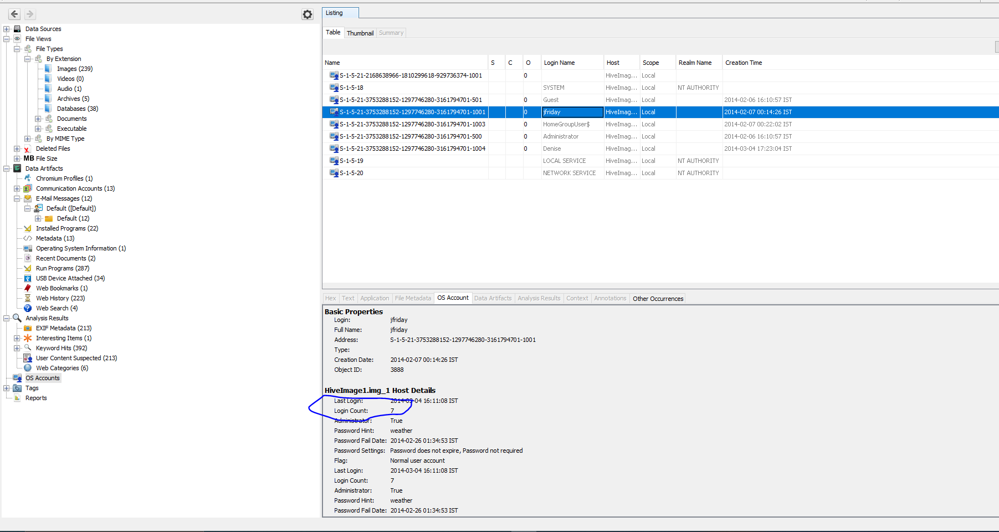 Data Sources
File Views
File Types
By Extension
Images (239)
Videos (0)
Audio (1)
Archives (5)
Databases (38)
Documents
Executable
By MIME Type
Deleted Files
MB File Size
Data Artifacts
Chromium Profiles (1)
Communication Accounts (13)
E-Mail Messages (12)
Default ([Default])
Default (12)
Installed Programs (22)
Metadata (13)
Operating System Information (1)
Recent Documents (2)
Run Programs (287)
USB Device Attached (34)
Web Bookmarks (1)
Web History (223)
Web Search (4)
Analysis Results
EXIF Metadata (213)
Interesting Items (1)
Keyword Hits (392)
User Content Suspected (213)
Web Categories (6)
OS Accounts
Tags
Reports
Listing
Table Thumbnail Summary
Name S C O Login Name Host Scope Realm Name Creation Time
S-1-5-21-2168638966-1810299618-929736374-1001 0 HiveImag... Local
S-1-5-18 SYSTEM HiveImag... Local NT AUTHORITY
S-1-5-21-3753288152-1297746280-3161794701-501 0 Guest HiveImag... Local 2014-02-06 16:10:57 IST
S-1-5-21-3753288152-1297746280-3161794701-1001 0 jfriday HiveImag... Local 2014-02-07 00:14:26 IST
S-1-5-21-3753288152-1297746280-3161794701-1003 0 HomeGroupUser$ HiveImag... Local 2014-02-07 00:22:02 IST
S-1-5-21-3753288152-1297746280-3161794701-500 0 Administrator HiveImag... Local 2014-02-06 16:10:57 IST
S-1-5-21-3753288152-1297746280-3161794701-1004 0 Denise HiveImag... Local 2014-03-04 17:23:04 IST
S-1-5-19 LOCAL SERVICE HiveImag... Local NT AUTHORITY
S-1-5-20 NETWORK SERVICE HiveImag... Local NT AUTHORITY
Hex Text Application File Metadata OS Account Data Artifacts Analysis Results Context Annotations Other Occurrences
Basic Properties
Login: jfriday
Full Name: jfriday
Address: S-1-5-21-3753288152-1297746280-3161794701-1001
Type:
Creation Date: 2014-02-07 00:14:26 IST
Object ID: 3888
HiveImage1.img_1 Host Details
Last Login: 2014-03-04 16:11:08 IST
Login Count: 7
Administrator: True
Password Hint: weather
Password Fail Date: 2014-02-26 01:34:53 IST
Password Settings: Password does not expire, Password not required
Flag: Normal user account
Last Login: 2014-03-04 16:11:08 IST
Login Count: 7
Administrator: True
Password Hint: weather
Password Fail Date: 2014-02-26 01:34:53 IST